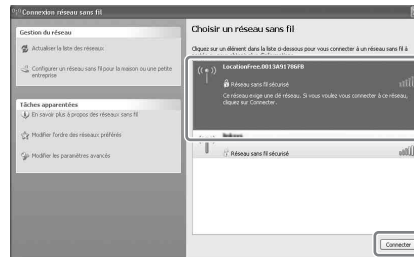 Connexion réseau sans fil
Gestion du réseau
Actualiser la liste des réseaux
Configurer un réseau sans fil pour la maison ou une petite
entreprise
Tâches apparentées
En savoir plus à propos des réseaux sans fil
Modifier l'ordre des réseaux préférés
Modifier les paramètres avancés
Choisir un réseau sans fil
Cliquez sur un élément dans la liste ci-dessous pour vous connecter à un réseau sans fil à
LocationFree.0013A91786FB
Réseau sans fil sécurisé
Ce réseau exige une clé de réseau. Si vous voulez vous connecter à ce réseau,
cliquez sur Connecter.
Réseau sans fil sécurisé
Connecter